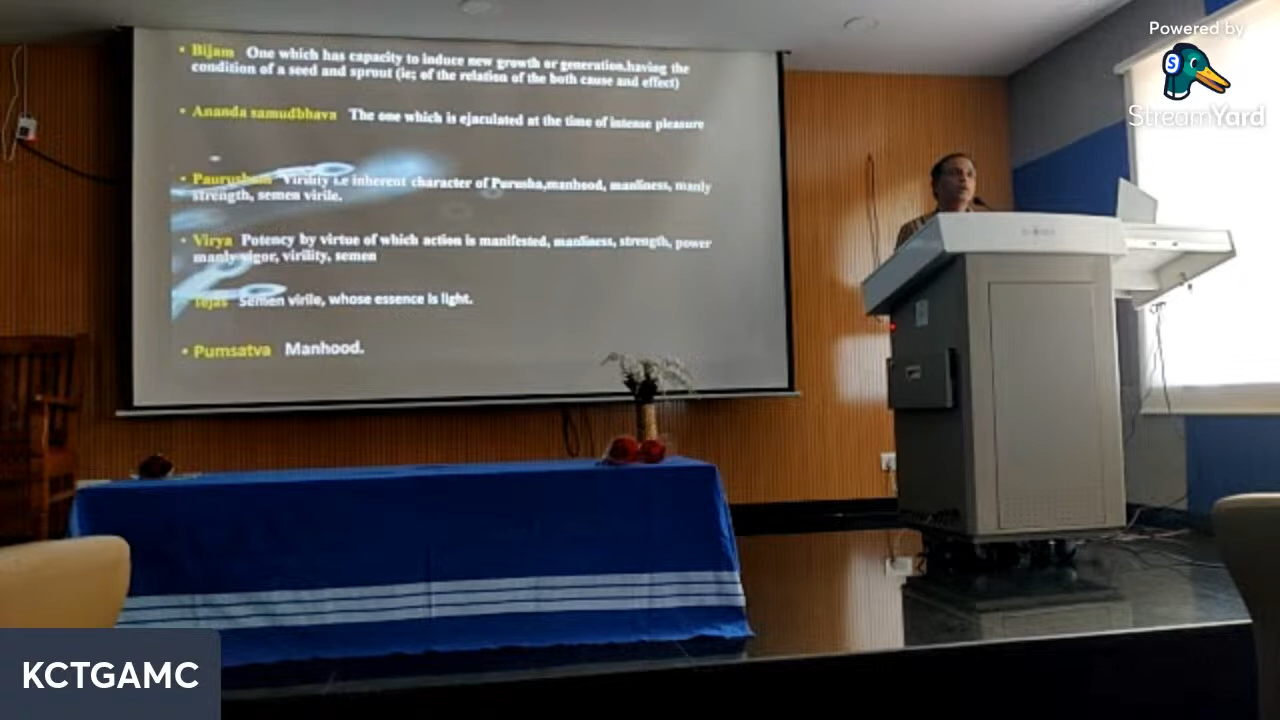 • Bijam One which has capacity to induce new growth or generation,having the
condition of a seed and sprout (ie; of the relation of the both cause and effect)
• Ananda samudbhava The one which is ejaculated at the time of intense pleasure
• Paurusham Virility i.e inherent character of Purusha,manhood, manliness, manly
strength, semen virile.
• Virya Potency by virtue of which action is manifested, manliness, strength, power
manly vigor, virility, semen
• Tejas Semen virile, whose essence is light.
• Pumsatva Manhood.
Powered by
S
StreamYard
KCTGAMC